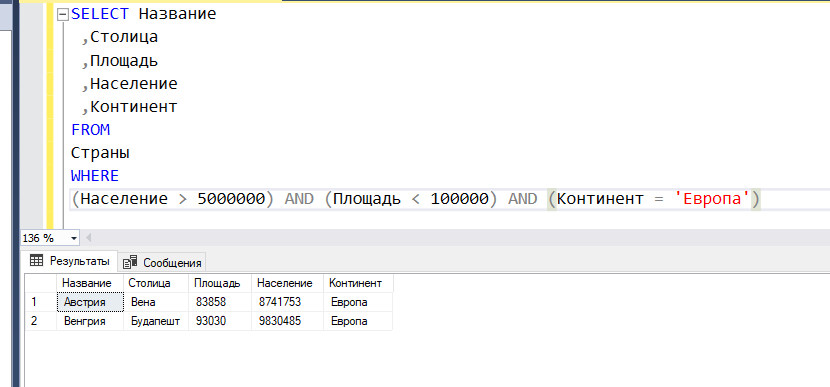 SELECT Название
,Столица
,Площадь
,Население
,Континент
FROM
Страны
WHERE
(Население > 5000000) AND (Площадь < 100000) AND (Континент = 'Европа')
136 %
Результаты Сообщения
Название Столица Площадь Население Континент
1 Австрия Вена 83858 8741753 Европа
2 Венгрия Будапешт 93030 9830485 Европа